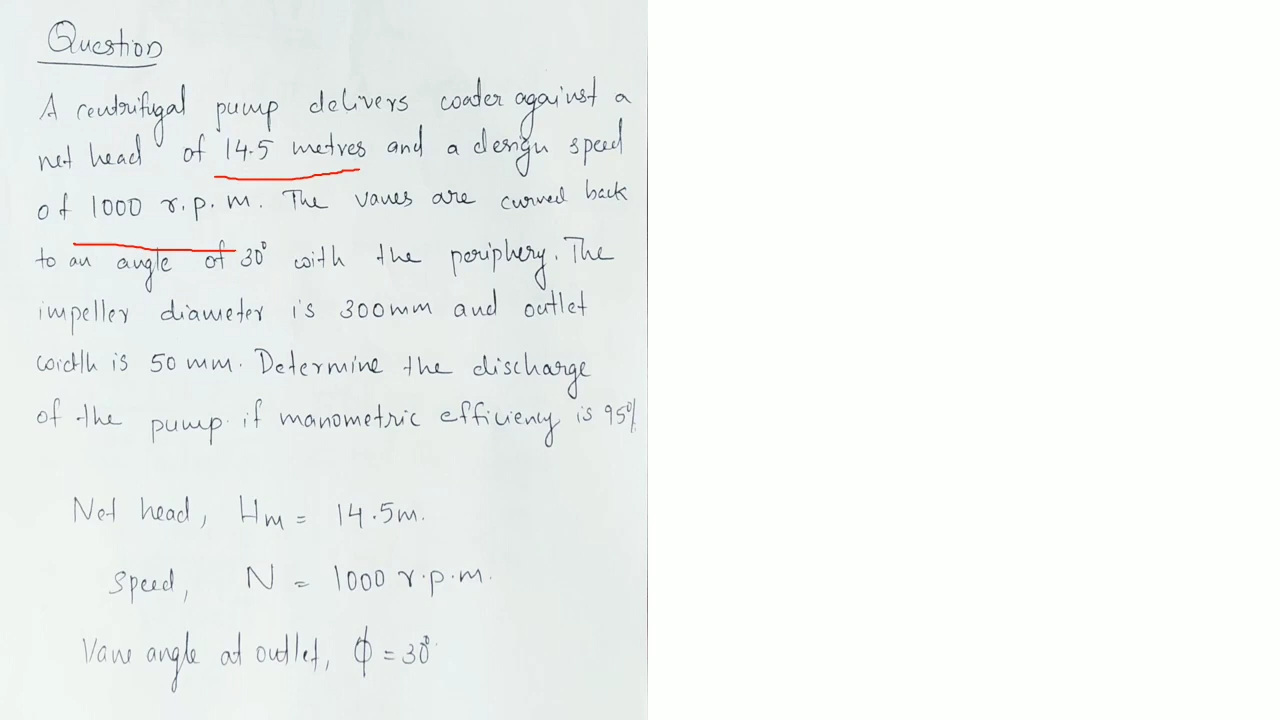 Question
A centrifugal pump delivers water against a
net head of 14.5 metres and a design speed
of 1000 r.p.m. The vanes are curved back
to an angle of 30° with the periphery. The
impeller diameter is 300mm and outlet
width is 50 mm. Determine the discharge
of the pump if manometric efficiency is 95%
Net head, Hm = 14.5m.
Speed, N = 1000 r.p.m.
Vane angle at outlet, ϕ = 30°